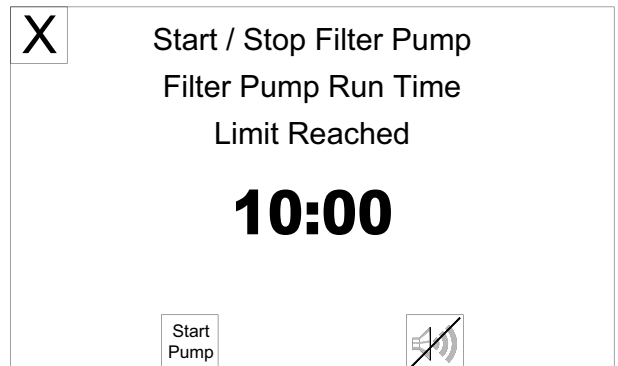 X
Start / Stop Filter Pump
Filter Pump Run Time
Limit Reached
10:00
Start
Pump